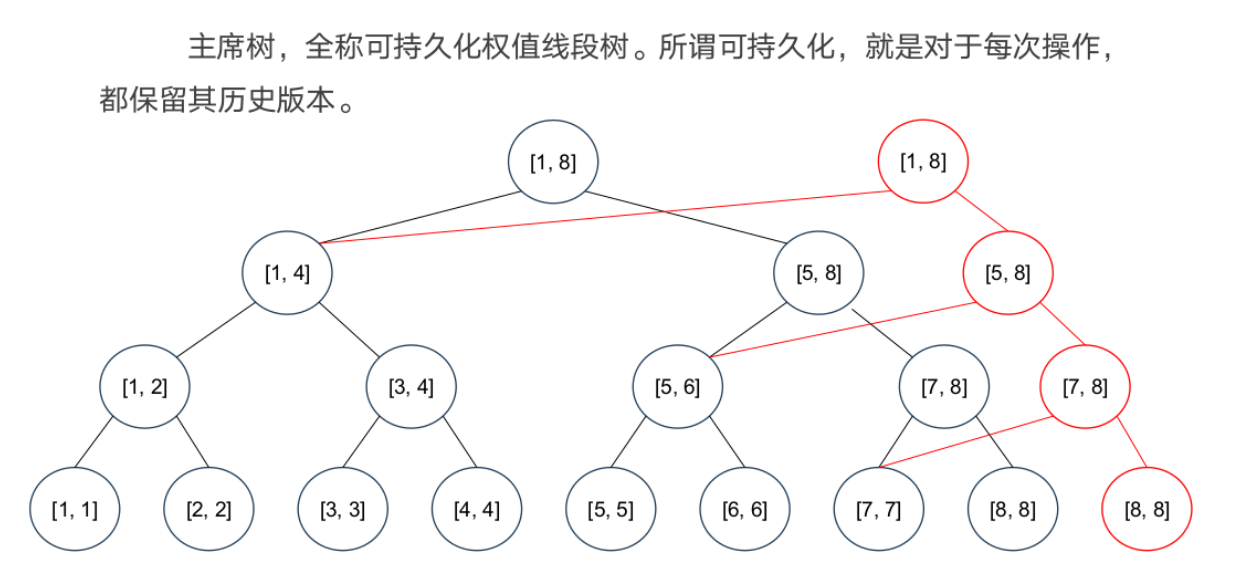 主席树，全称可持久化权值线段树。所谓可持久化，就是对于每次操作，
都保留其历史版本。
[1, 8] [1, 8]
[1, 4] [5, 8] [5, 8]
[1, 2] [3, 4] [5, 6] [7, 8] [7, 8]
[1, 1] [2, 2] [3, 3] [4, 4] [5, 5] [6, 6] [7, 7] [8, 8] [8, 8]